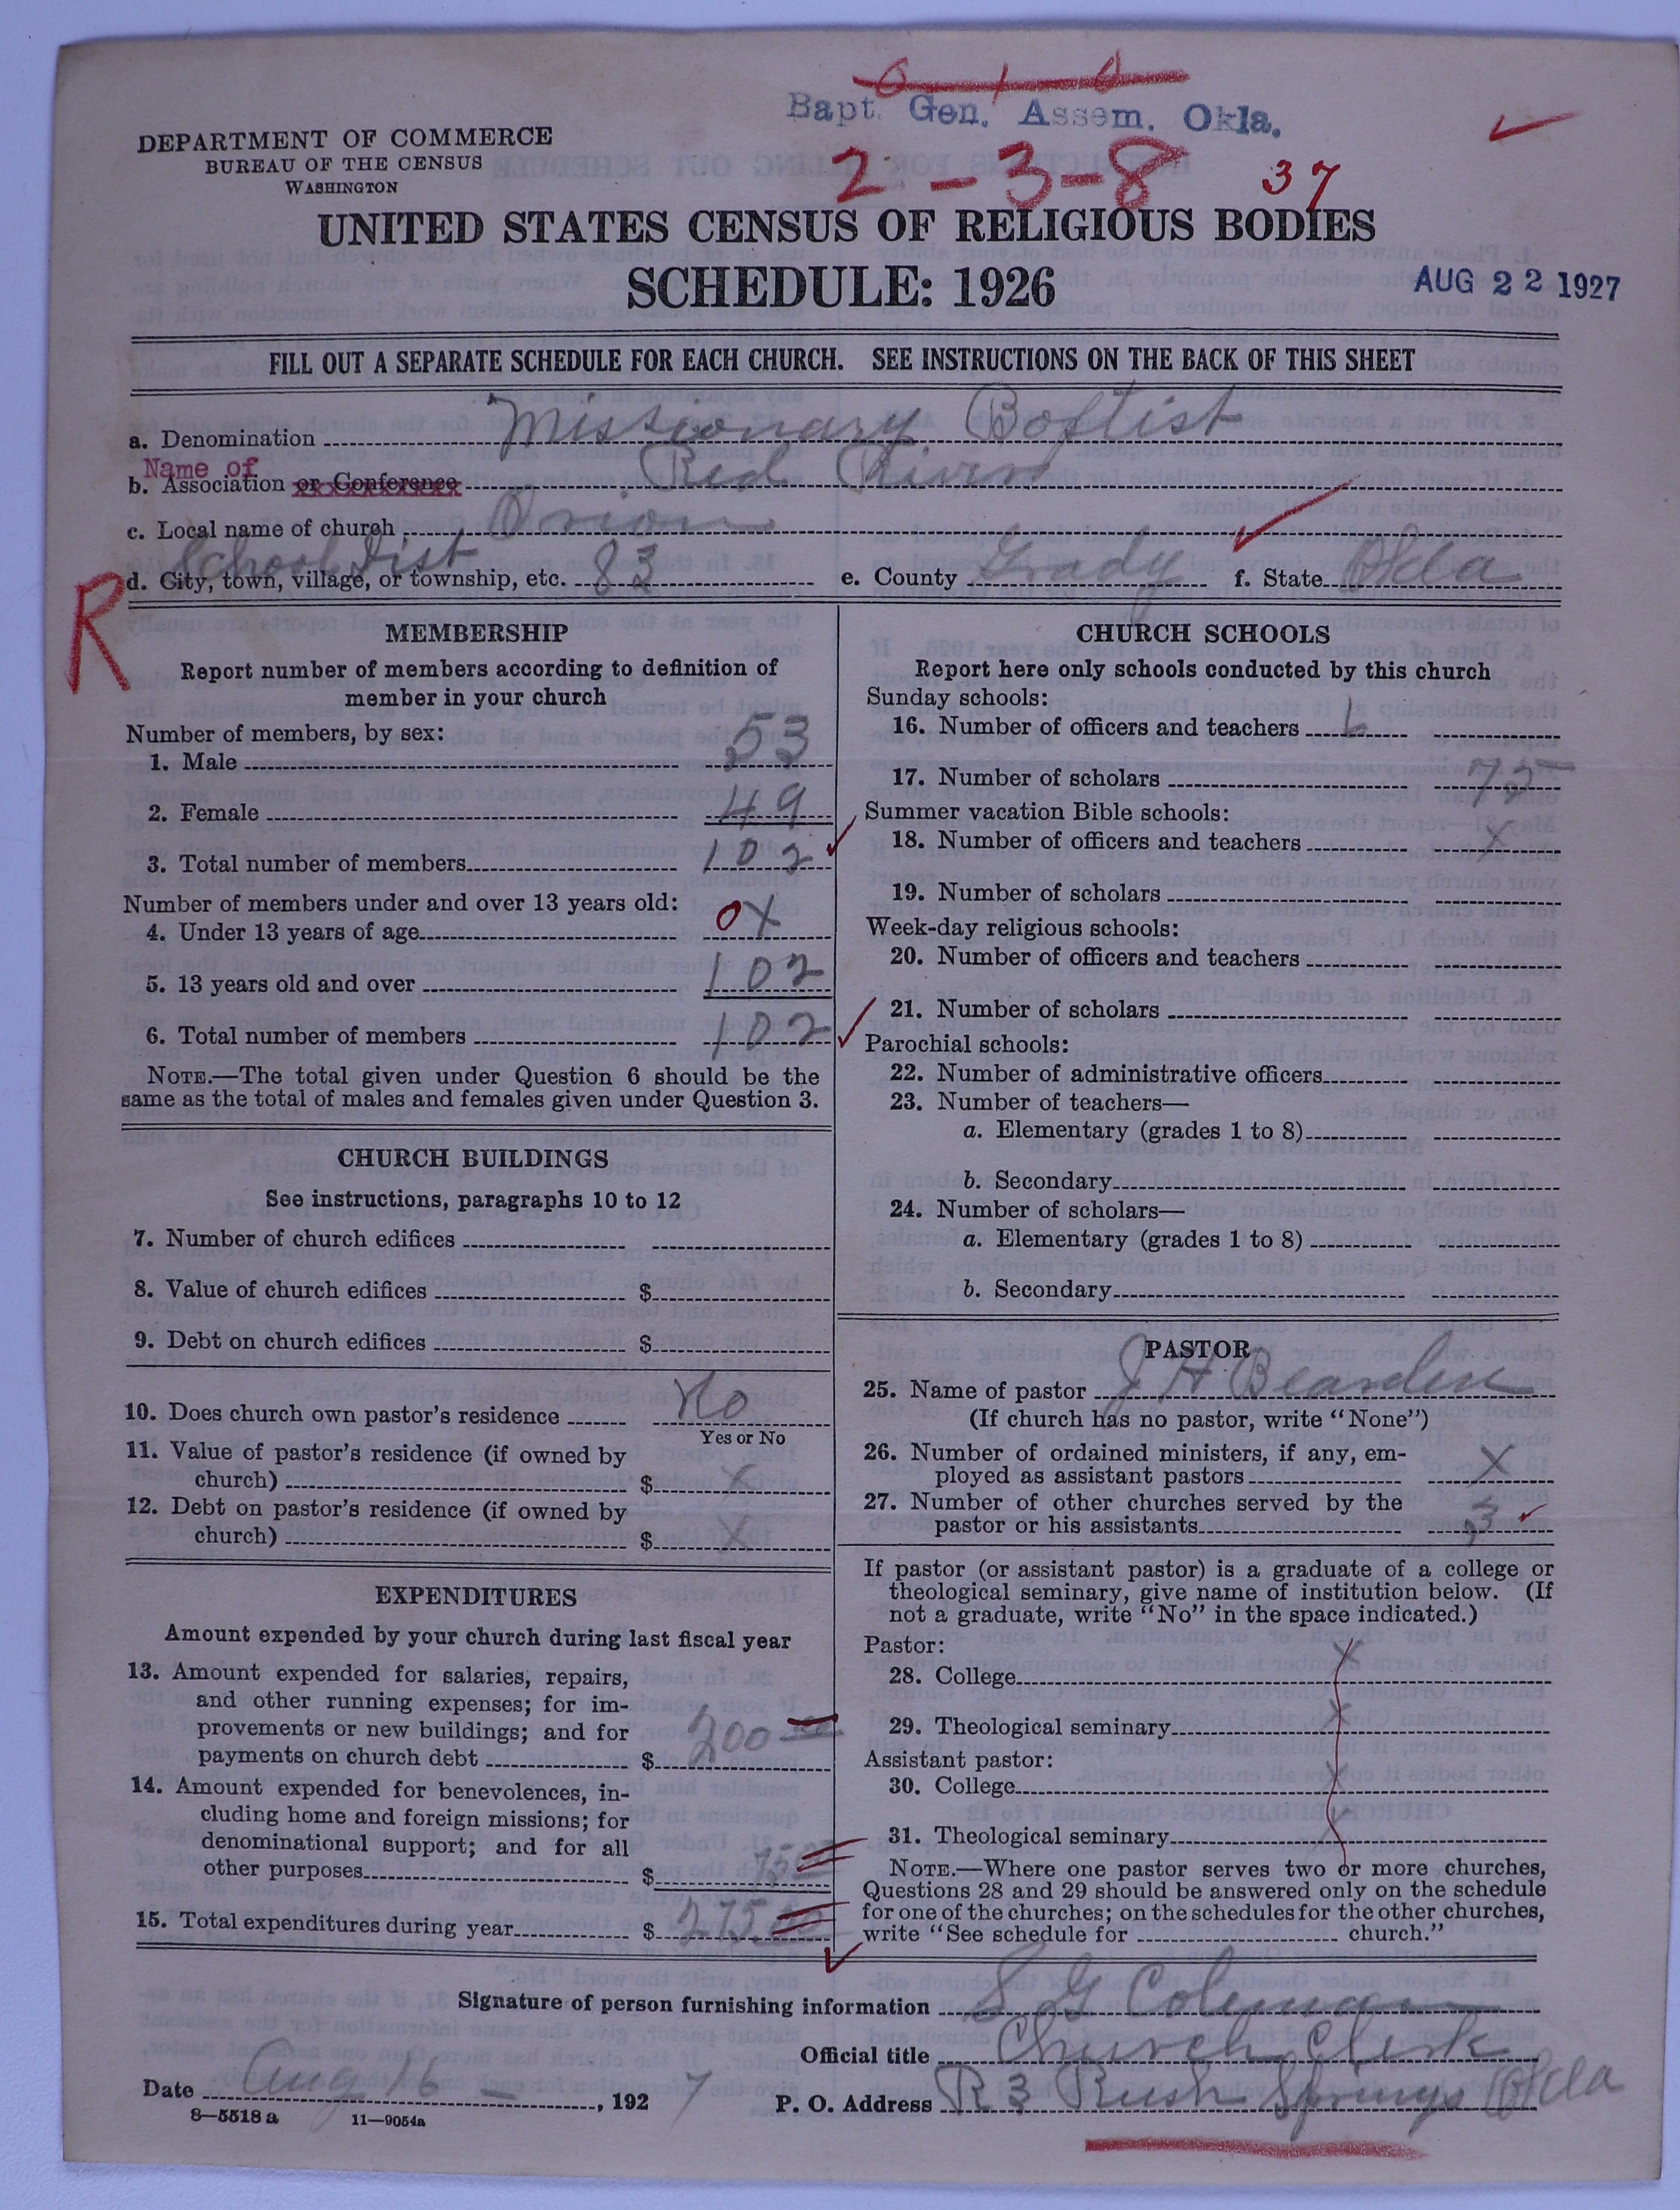 6 1 0
Bapt. Gen. Assem. Okla.
DEPARTMENT OF COMMERCE
BUREAU OF THE CENSUS
WASHINGTON
2-3-8 37
UNITED STATES CENSUS OF RELIGIOUS BODIES
SCHEDULE: 1926
AUG 22 1927
FILL OUT A SEPARATE SCHEDULE FOR EACH CHURCH. SEE INSTRUCTIONS ON THE BACK OF THIS SHEET
a. Denomination Missionary Boptist
Name of
b. Association or Conference Red River
c. Local name of church Orion
School Dist
d. City, town, village, or township, etc. 83 e. County Grady f. State Okla
R
MEMBERSHIP
Report number of members according to definition of
member in your church
Number of members, by sex:
1. Male 53
2. Female 49
3. Total number of members 102
Number of members under and over 13 years old:
4. Under 13 years of age 0 X
5. 13 years old and over 102
6. Total number of members 102
NOTE.—The total given under Question 6 should be the
same as the total of males and females given under Question 3.
CHURCH BUILDINGS
See instructions, paragraphs 10 to 12
7. Number of church edifices
8. Value of church edifices $
9. Debt on church edifices $
10. Does church own pastor's residence No
Yes or No
11. Value of pastor's residence (if owned by
church) $ X
12. Debt on pastor's residence (if owned by
church) $ X
EXPENDITURES
Amount expended by your church during last fiscal year
13. Amount expended for salaries, repairs,
and other running expenses; for im-
provements or new buildings; and for
payments on church debt $ 200 00
14. Amount expended for benevolences, in-
cluding home and foreign missions; for
denominational support; and for all
other purposes $ 75 00
15. Total expenditures during year $ 275 00
CHURCH SCHOOLS
Report here only schools conducted by this church
Sunday schools:
16. Number of officers and teachers 6
17. Number of scholars 75
Summer vacation Bible schools:
18. Number of officers and teachers X
19. Number of scholars
Week-day religious schools:
20. Number of officers and teachers
21. Number of scholars
Parochial schools:
22. Number of administrative officers
23. Number of teachers—
a. Elementary (grades 1 to 8)
b. Secondary
24. Number of scholars—
a. Elementary (grades 1 to 8)
b. Secondary
PASTOR
25. Name of pastor J H Bearden
(If church has no pastor, write "None")
26. Number of ordained ministers, if any, em-
ployed as assistant pastors X
27. Number of other churches served by the
pastor or his assistants 3
If pastor (or assistant pastor) is a graduate of a college or
theological seminary, give name of institution below. (If
not a graduate, write "No" in the space indicated.)
Pastor:
28. College X
29. Theological seminary X
Assistant pastor:
30. College X
31. Theological seminary X
NOTE.—Where one pastor serves two or more churches,
Questions 28 and 29 should be answered only on the schedule
for one of the churches; on the schedules for the other churches,
write "See schedule for church."
Signature of person furnishing information S G Coleman
Official title Church Clerk
Date Aug 16 - , 1927 P. O. Address R 3 Rush Springs Okla
8—5518 a 11—9054a